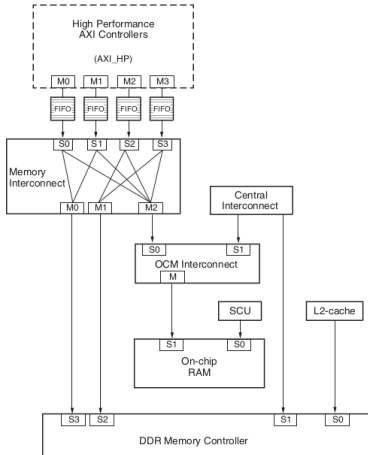 High Performance
AXI Controllers
(AXI_HP)
M0 M1 M2 M3
FIFO FIFO FIFO FIFO
S0 S1 S2 S3
Memory
Interconnect
M0 M1 M2
Central
Interconnect
S0 S1
OCM Interconnect
M
SCU
L2-cache
S1 S0
On-chip
RAM
S3 S2 S1 S0
DDR Memory Controller